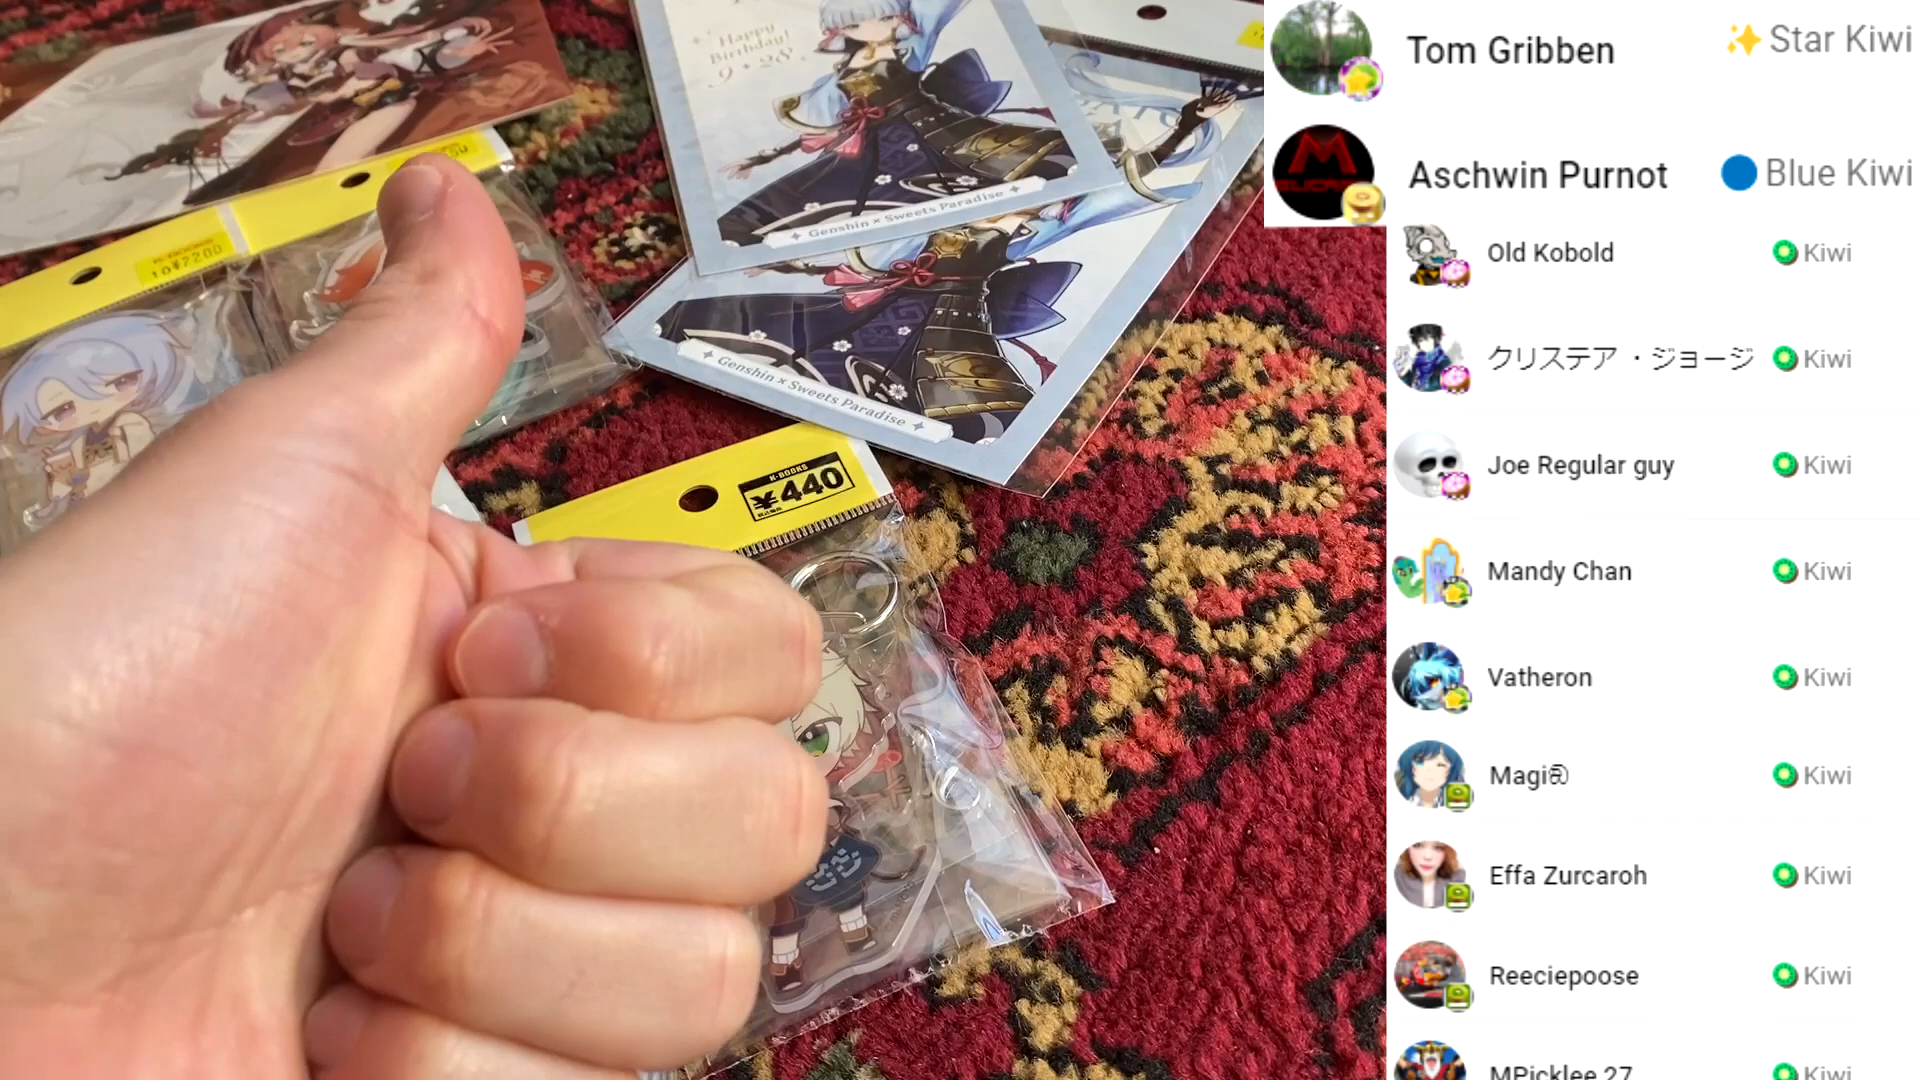 Happy
Birthday!
9・28
✦ Genshin × Sweets Paradise ✦
✦ Genshin × Sweets Paradise ✦
K-BOOKS
¥440
Tom Gribben
✨ Star Kiwi
Aschwin Purnot
Blue Kiwi
Old Kobold
Kiwi
クリステア ・ジョージ
Kiwi
Joe Regular guy
Kiwi
Mandy Chan
Kiwi
Vatheron
Kiwi
Kiwi
Effa Zurcaroh
Kiwi
Reeciepoose
Kiwi
MPicklee 27
Kiwi